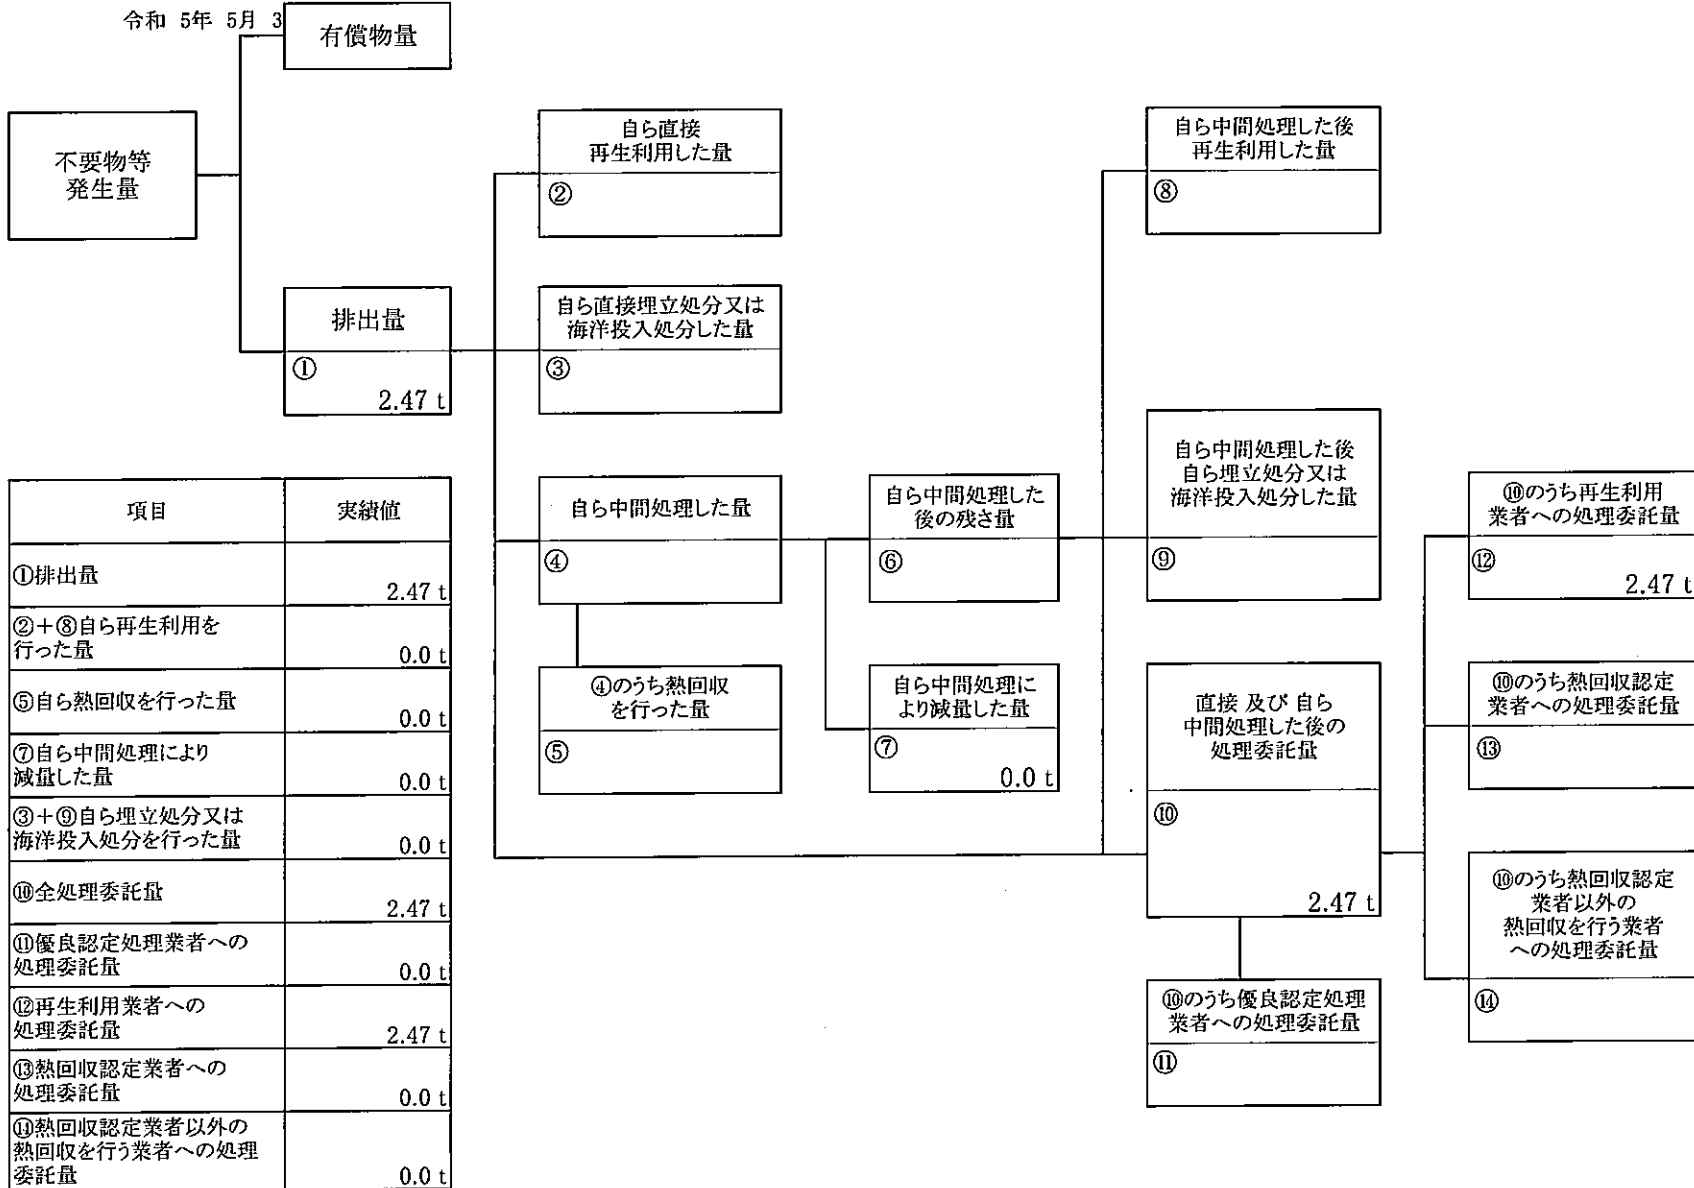 令和 5年 5月 3
有償物量
不要物等
発生量
排出量
①
2.47 t
自ら直接
再生利用した量
②
自ら直接埋立処分又は
海洋投入処分した量
③
自ら中間処理した量
④
④のうち熱回収
を行った量
⑤
自ら中間処理した
後の残さ量
⑥
自ら中間処理に
より減量した量
⑦
0.0 t
自ら中間処理した後
再生利用した量
⑧
自ら中間処理した後
自ら埋立処分又は
海洋投入処分した量
⑨
直接 及び 自ら
中間処理した後の
処理委託量
⑩
2.47 t
⑩のうち優良認定処理
業者への処理委託量
⑪
⑩のうち再生利用
業者への処理委託量
⑫
2.47 t
⑩のうち熱回収認定
業者への処理委託量
⑬
⑩のうち熱回収認定
業者以外の
熱回収を行う業者
への処理委託量
⑭
項目 実績値
①排出量
2.47 t
②+⑧自ら再生利用を
行った量
0.0 t
⑤自ら熱回収を行った量
0.0 t
⑦自ら中間処理により
減量した量
0.0 t
③+⑨自ら埋立処分又は
海洋投入処分を行った量
0.0 t
⑩全処理委託量
2.47 t
⑪優良認定処理業者への
処理委託量
0.0 t
⑫再生利用業者への
処理委託量
2.47 t
⑬熱回収認定業者への
処理委託量
0.0 t
⑭熱回収認定業者以外の
熱回収を行う業者への処理
委託量
0.0 t